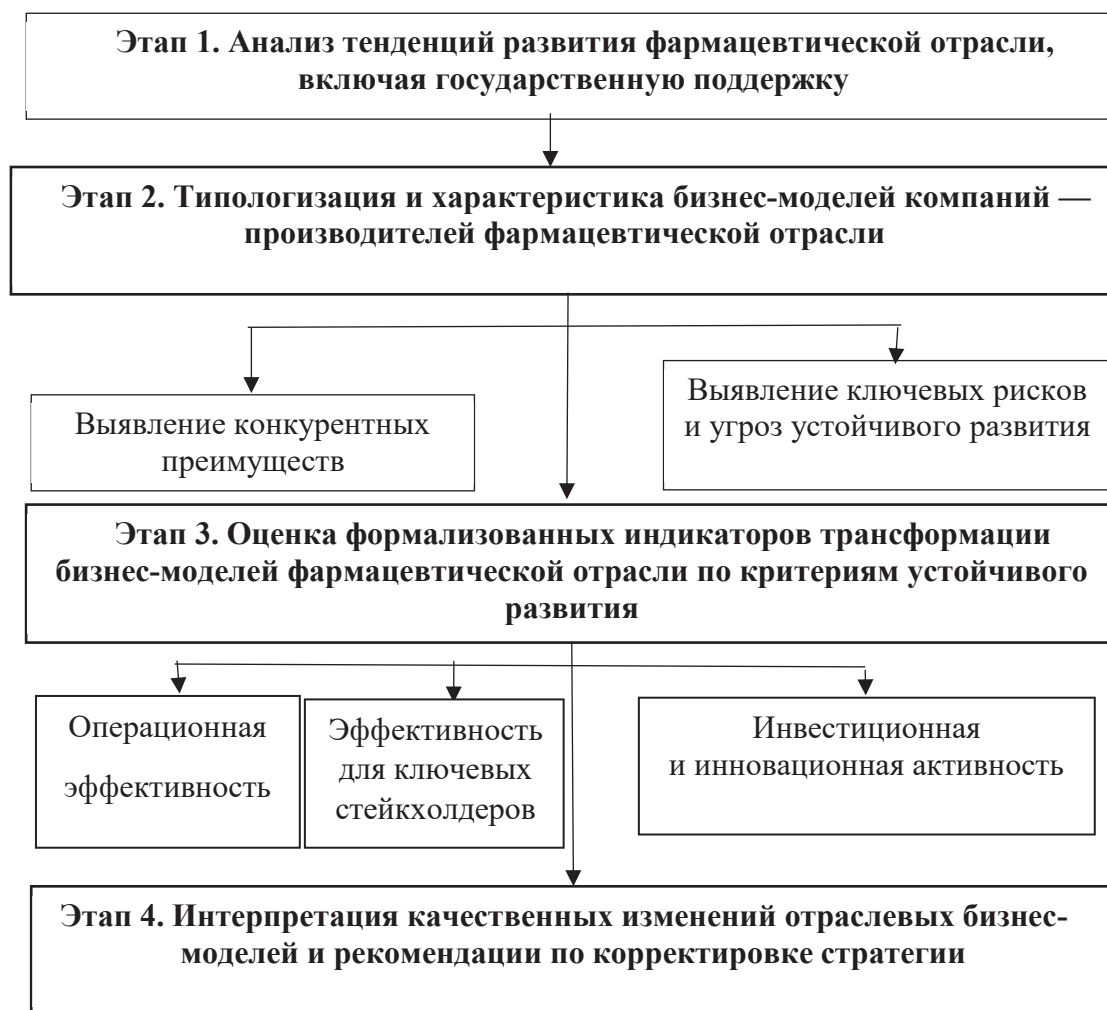 Этап 1. Анализ тенденций развития фармацевтической отрасли,
включая государственную поддержку
Этап 2. Типологизация и характеристика бизнес-моделей компаний —
производителей фармацевтической отрасли
Выявление конкурентных
преимуществ
Выявление ключевых рисков
и угроз устойчивого развития
Этап 3. Оценка формализованных индикаторов трансформации
бизнес-моделей фармацевтической отрасли по критериям устойчивого
развития
Операционная
эффективность
Эффективность
для ключевых
стейкхолдеров
Инвестиционная
и инновационная активность
Этап 4. Интерпретация качественных изменений отраслевых бизнес-
моделей и рекомендации по корректировке стратегии